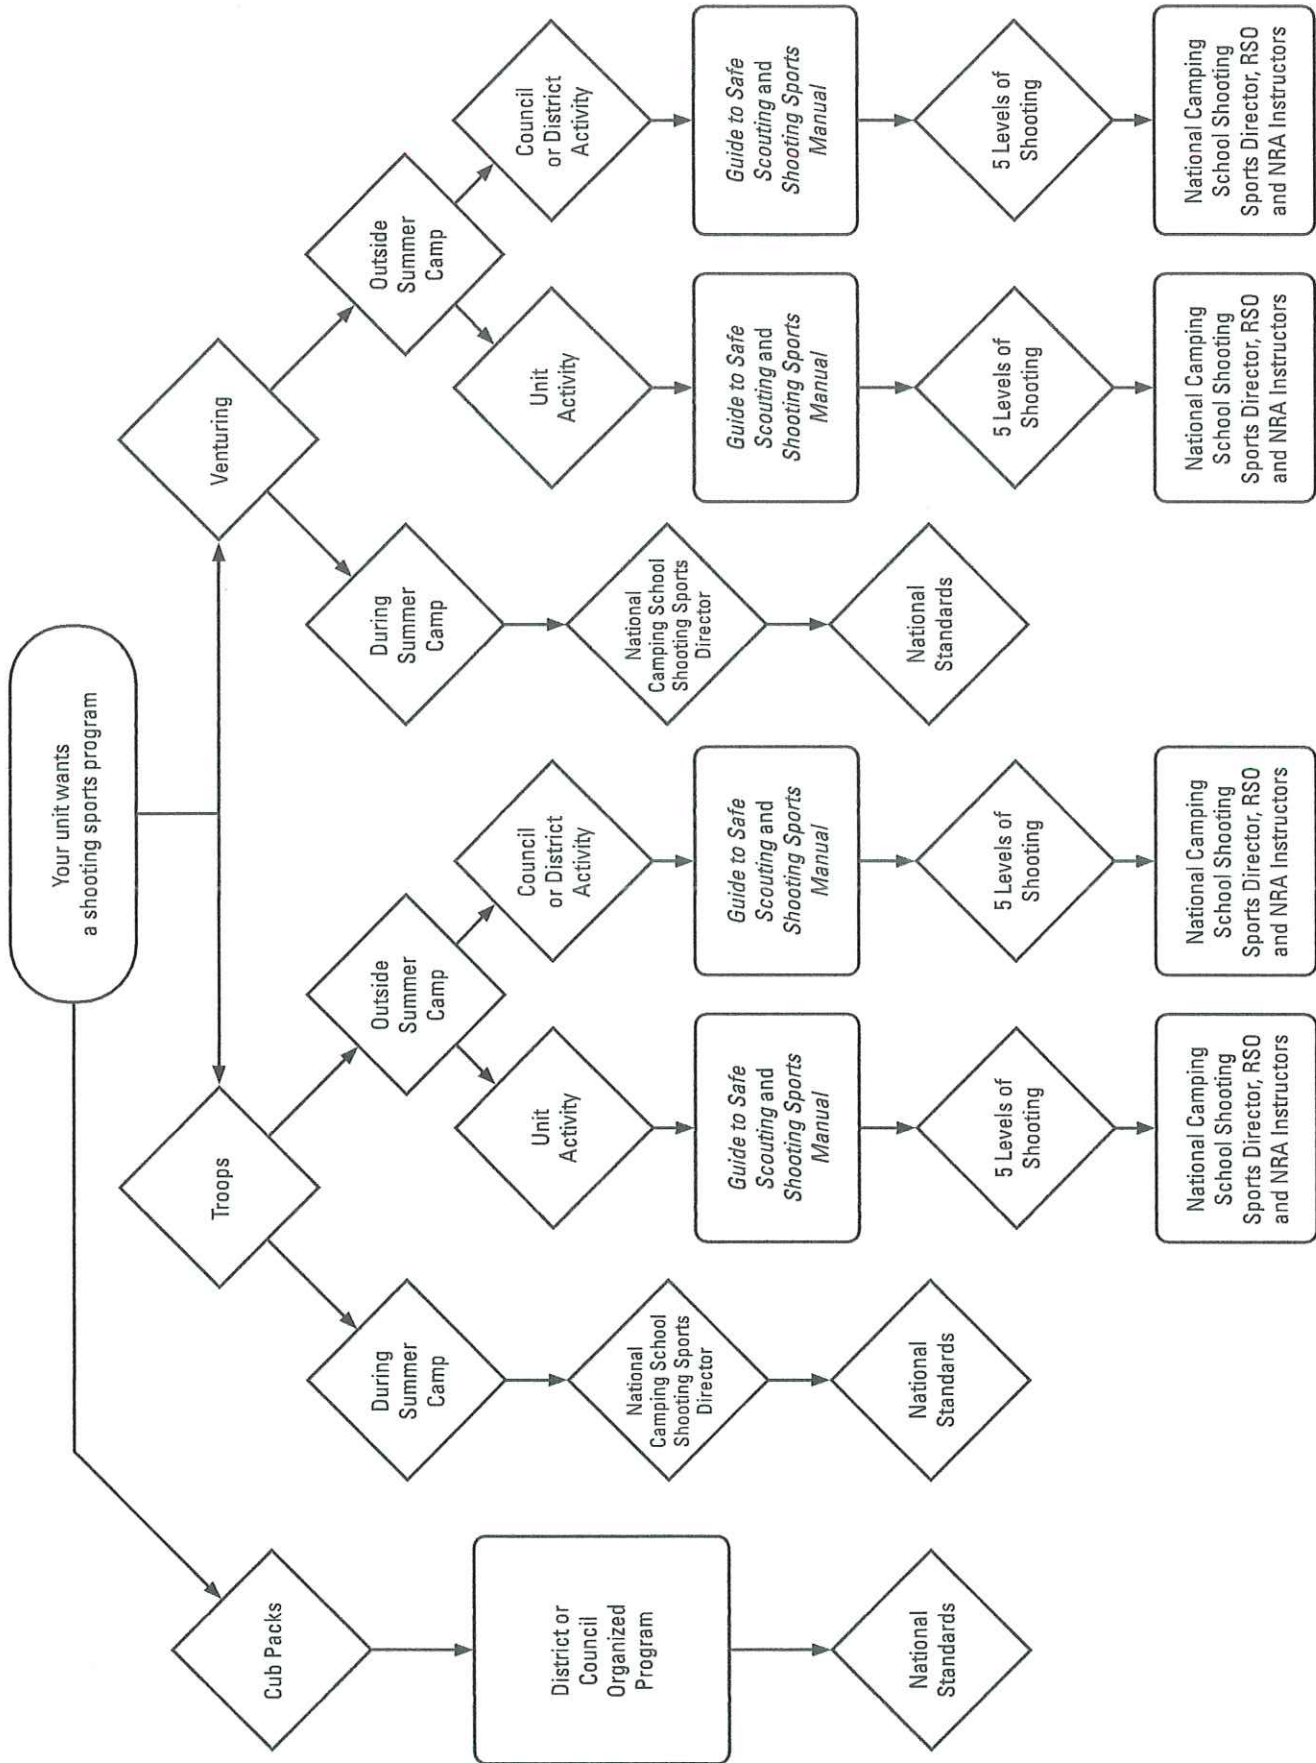 Your unit wants
a shooting sports program
Cub Packs
Troops
Venturing
District or
Council
Organized
Program
National
Standards
During
Summer
Camp
Outside
Summer
Camp
National
Camping School
Shooting Sports
Director
National
Standards
Unit
Activity
Council
or District
Activity
Guide to Safe
Scouting and
Shooting Sports
Manual
Guide to Safe
Scouting and
Shooting Sports
Manual
5 Levels of
Shooting
5 Levels of
Shooting
National Camping
School Shooting
Sports Director, RSO
and NRA Instructors
National Camping
School Shooting
Sports Director, RSO
and NRA Instructors
During
Summer
Camp
Outside
Summer
Camp
National
Camping School
Shooting Sports
Director
National
Standards
Unit
Activity
Council
or District
Activity
Guide to Safe
Scouting and
Shooting Sports
Manual
Guide to Safe
Scouting and
Shooting Sports
Manual
5 Levels of
Shooting
5 Levels of
Shooting
National Camping
School Shooting
Sports Director, RSO
and NRA Instructors
National Camping
School Shooting
Sports Director, RSO
and NRA Instructors